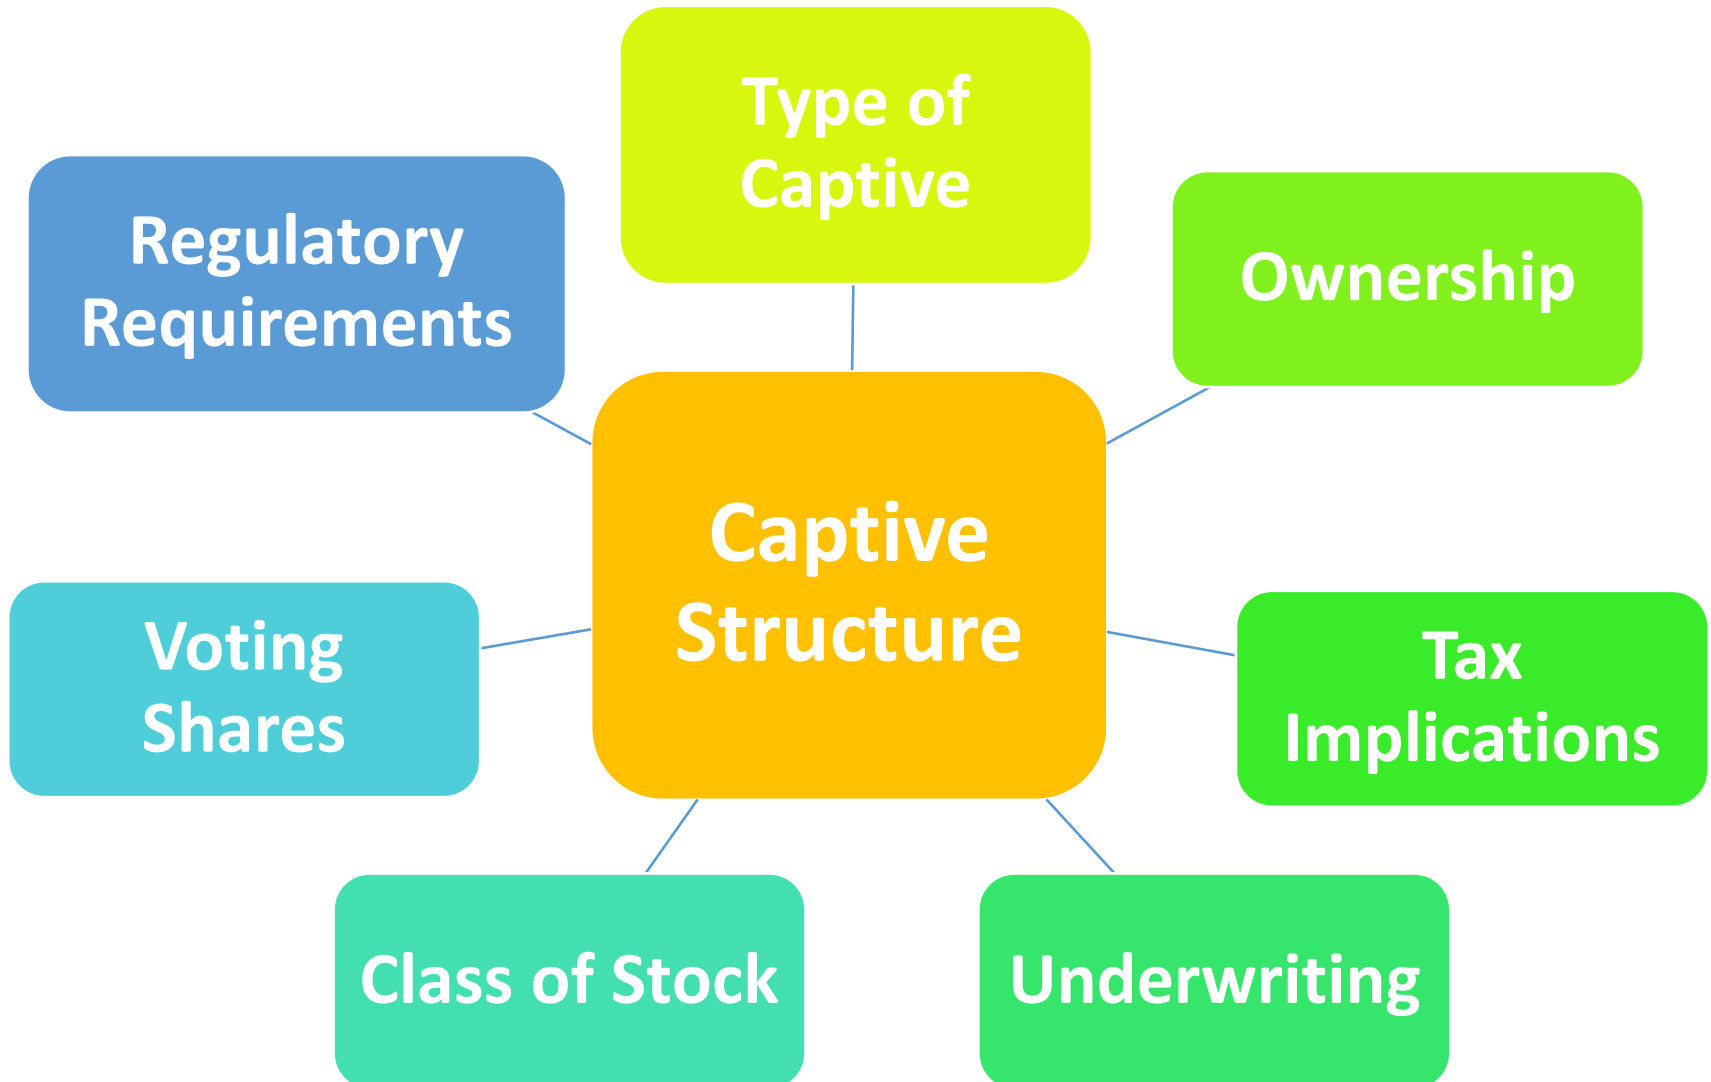 Type of
Captive
Regulatory
Requirements
Ownership
Captive
Structure
Voting
Shares
Tax
Implications
Class of Stock
Underwriting